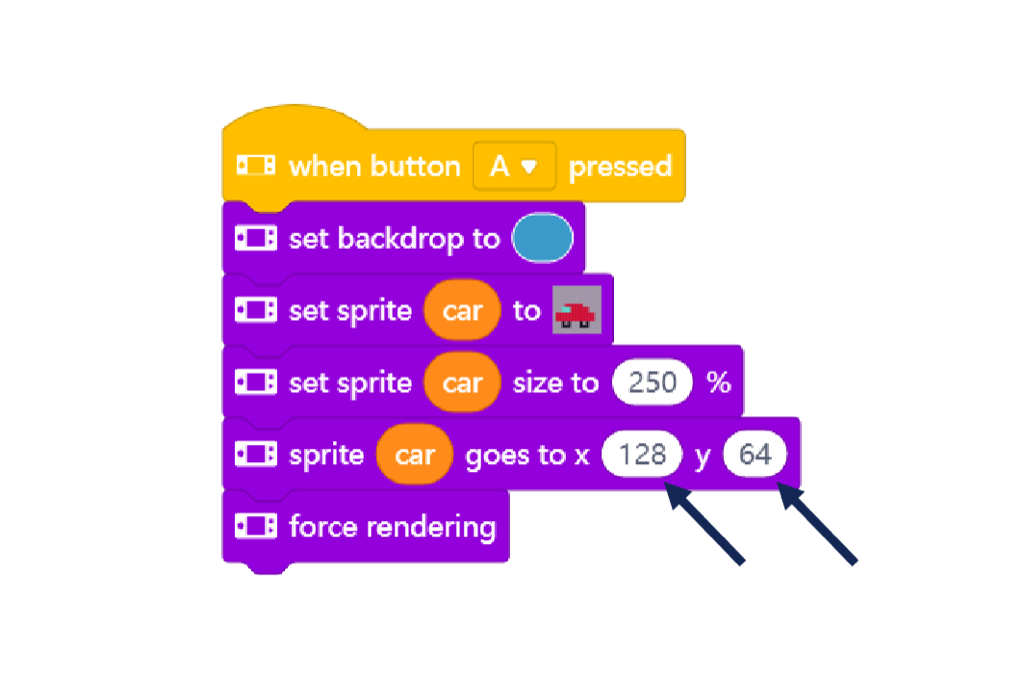 when button A pressed
set backdrop to
set sprite car to
set sprite car size to 250 %
sprite car goes to x 128 y 64
force rendering